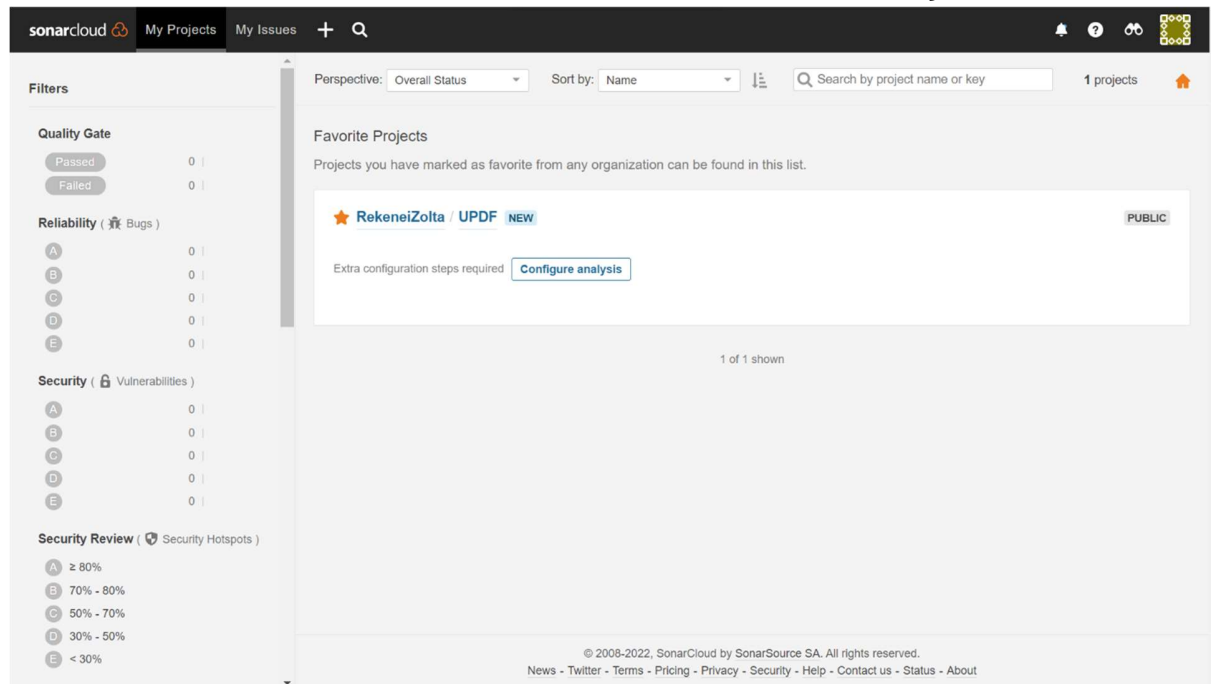 sonarcloud My Projects My Issues
Perspective: Overall Status Sort by: Name Search by project name or key 1 projects
Filters
Quality Gate
Passed 0
Failed 0
Reliability ( Bugs )
A 0
B 0
C 0
D 0
E 0
Security ( Vulnerabilities )
A 0
B 0
C 0
D 0
E 0
Security Review ( Security Hotspots )
A ≥ 80%
B 70% - 80%
C 50% - 70%
D 30% - 50%
E < 30%
Favorite Projects
Projects you have marked as favorite from any organization can be found in this list.
RekeneiZolta / UPDF NEW PUBLIC
Extra configuration steps required Configure analysis
1 of 1 shown
© 2008-2022, SonarCloud by SonarSource SA. All rights reserved.
News - Twitter - Terms - Pricing - Privacy - Security - Help - Contact us - Status - About